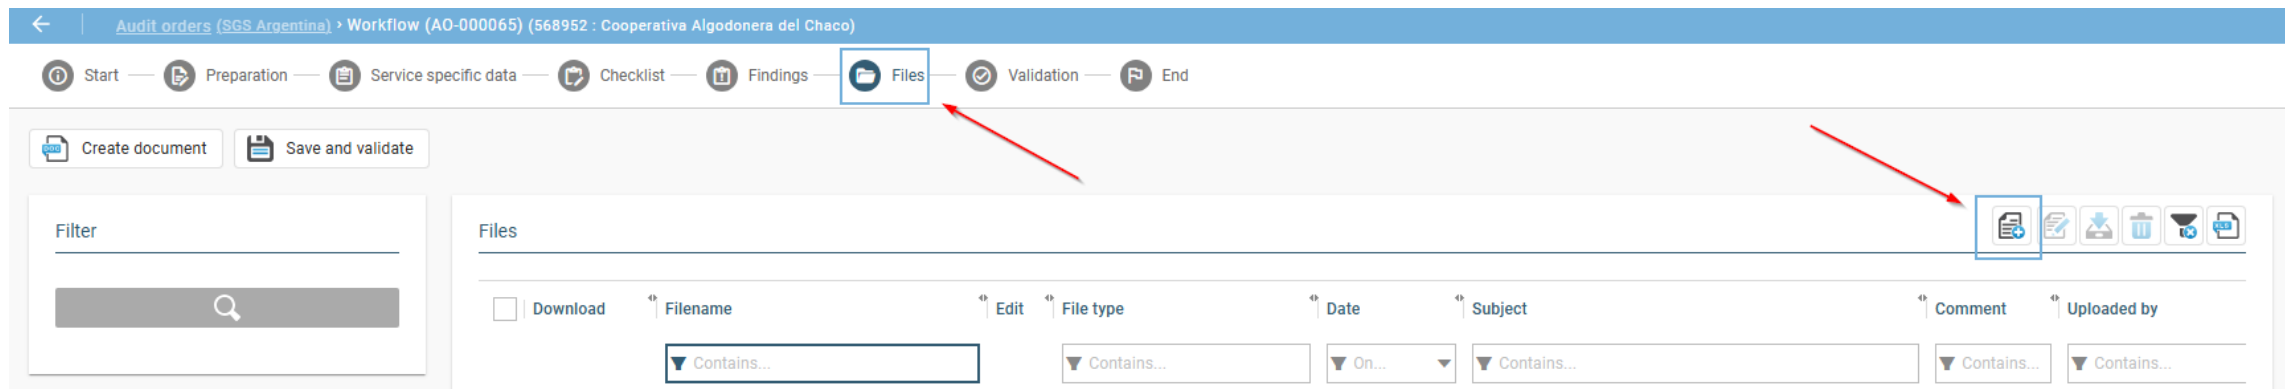 Audit orders (SGS Argentina) › Workflow (AO-000065) (568952 : Cooperativa Algodonera del Chaco)
Start Preparation Service specific data Checklist Findings Files Validation End
DOC Create document Save and validate
Filter
Files
XLS
Download Filename Edit File type Date Subject Comment Uploaded by
Contains... Contains... On... Contains... Contains... Contains...